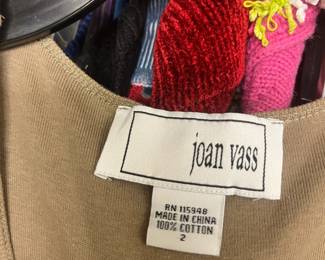 joan vass
RN 115948
MADE IN CHINA
100% COTTON
2